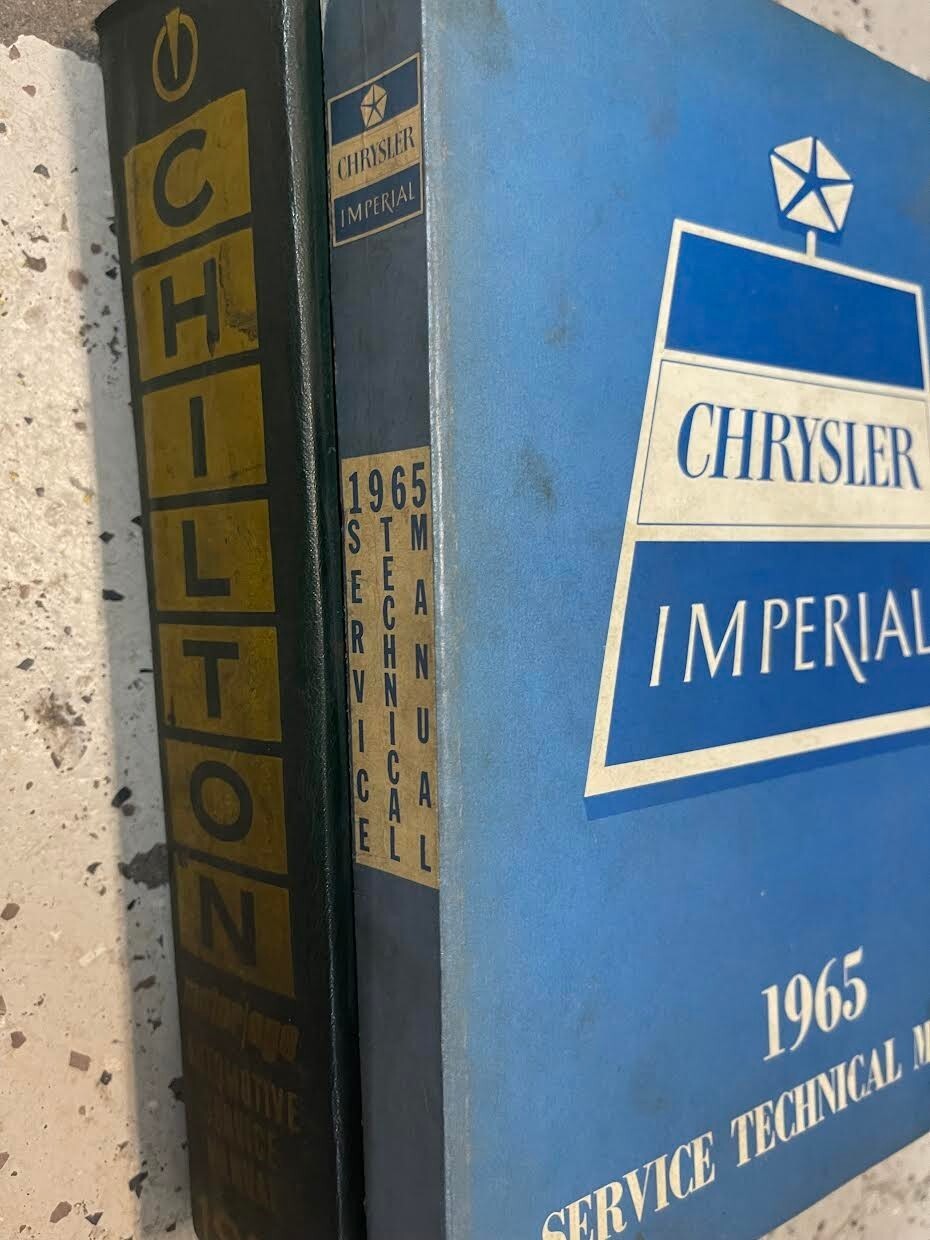 CHILTON
CHRYSLER
IMPERIAL
1965
SERVICE
TECHNICAL
MANUAL
CHRYSLER
IMPERIAL
1965
SERVICE TECHNICAL M